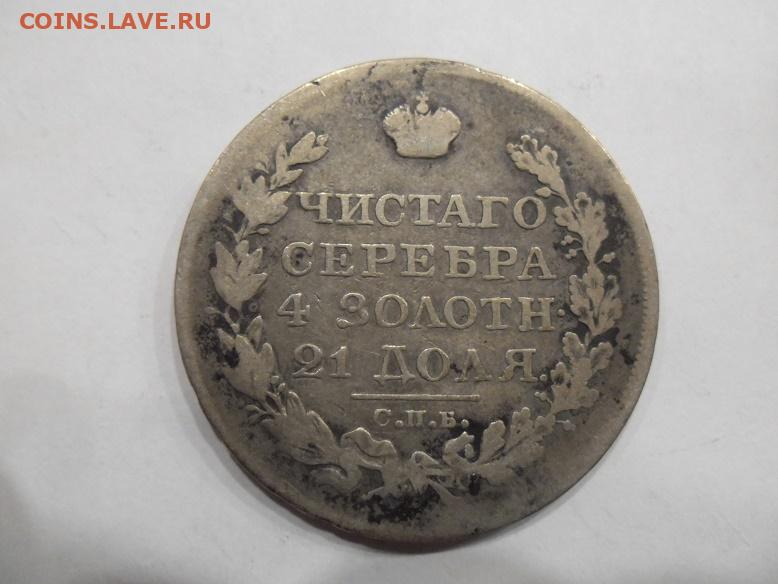 COINS.LAVE.RU
ЧИСТАГО
СЕРЕБРА
4 ЗОЛОТН.
21 ДОЛЯ.
С.П.Б.